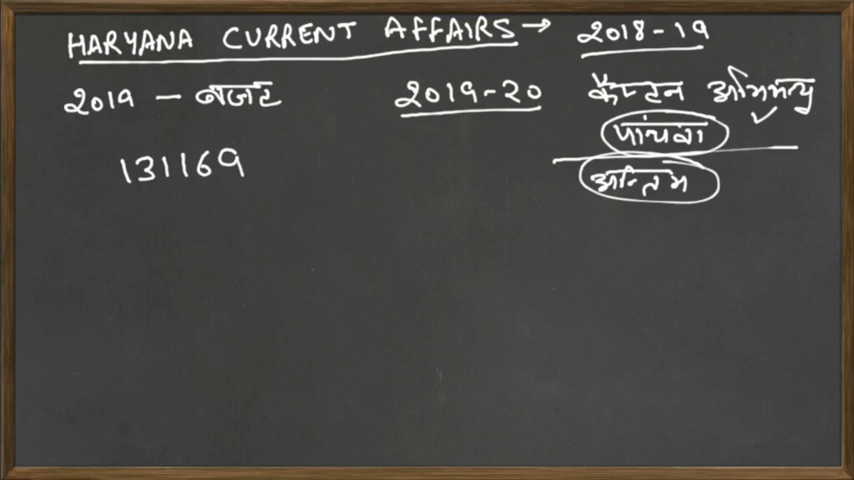 HARYANA CURRENT AFFAIRS → 2018-19
2019 - बजट 2019-20 कैप्टन अभिमन्यु
पांचवा
131169
अन्तिम